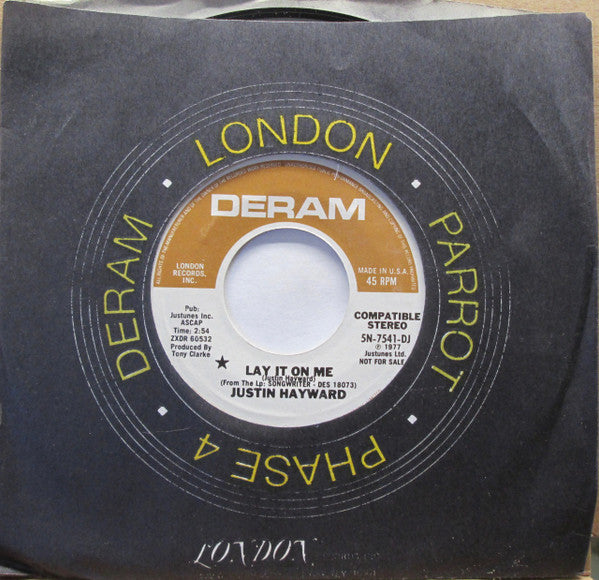 LONDON
PARROT
PHASE 4
DERAM
DERAM
LONDON
RECORDS,
INC.
MADE IN U.S.A.
45 RPM
Pub:
Justunes Inc.
ASCAP
Time: 2:54
ZXDR 60532
Produced By
Tony Clarke
COMPATIBLE
STEREO
5N-7541-DJ
℗ 1977
Justunes Ltd.
NOT FOR SALE
★ LAY IT ON ME
(Justin Hayward)
(From The Lp: SONGWRITER - DES 18073)
JUSTIN HAYWARD
LONDON